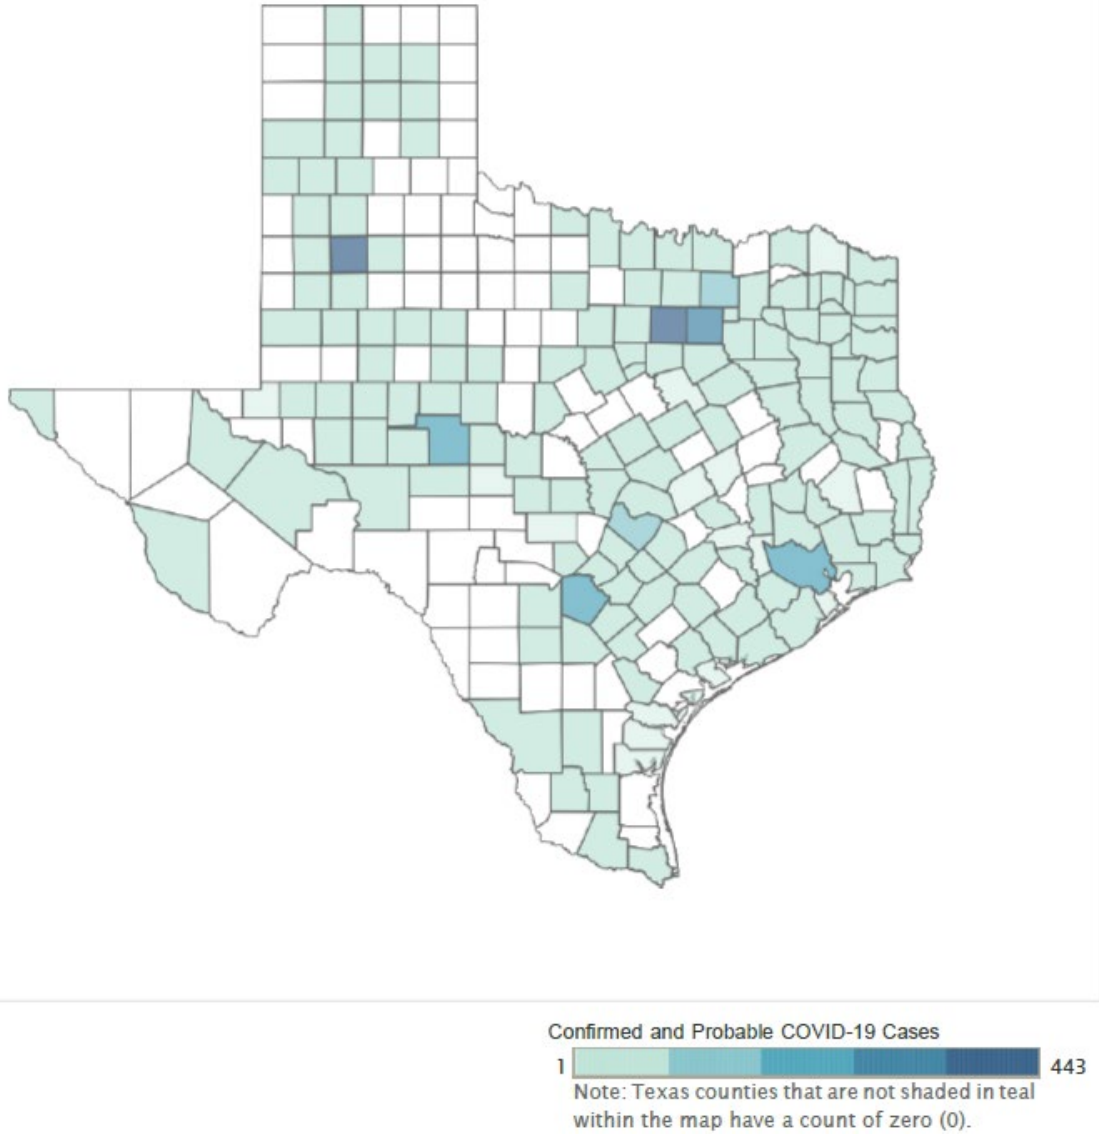 Confirmed and Probable COVID-19 Cases
1 443
Note: Texas counties that are not shaded in teal
within the map have a count of zero (0).